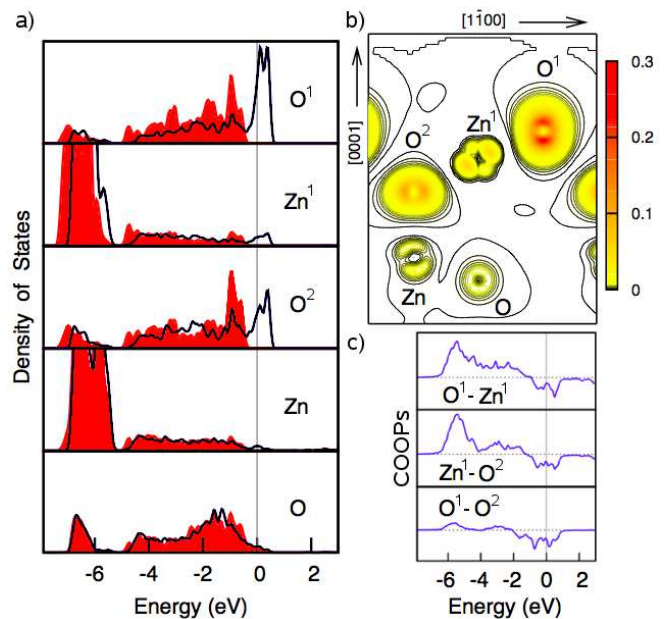 a)
Density of States
O¹
Zn¹
O²
Zn
O
-6 -4 -2 0 2
Energy (eV)
b)
[11̄00]
[0001]
O¹
Zn¹
O²
Zn
O
0.3
0.2
0.1
0
c)
COOPs
O¹-Zn¹
Zn¹-O²
O¹-O²
-6 -4 -2 0 2
Energy (eV)